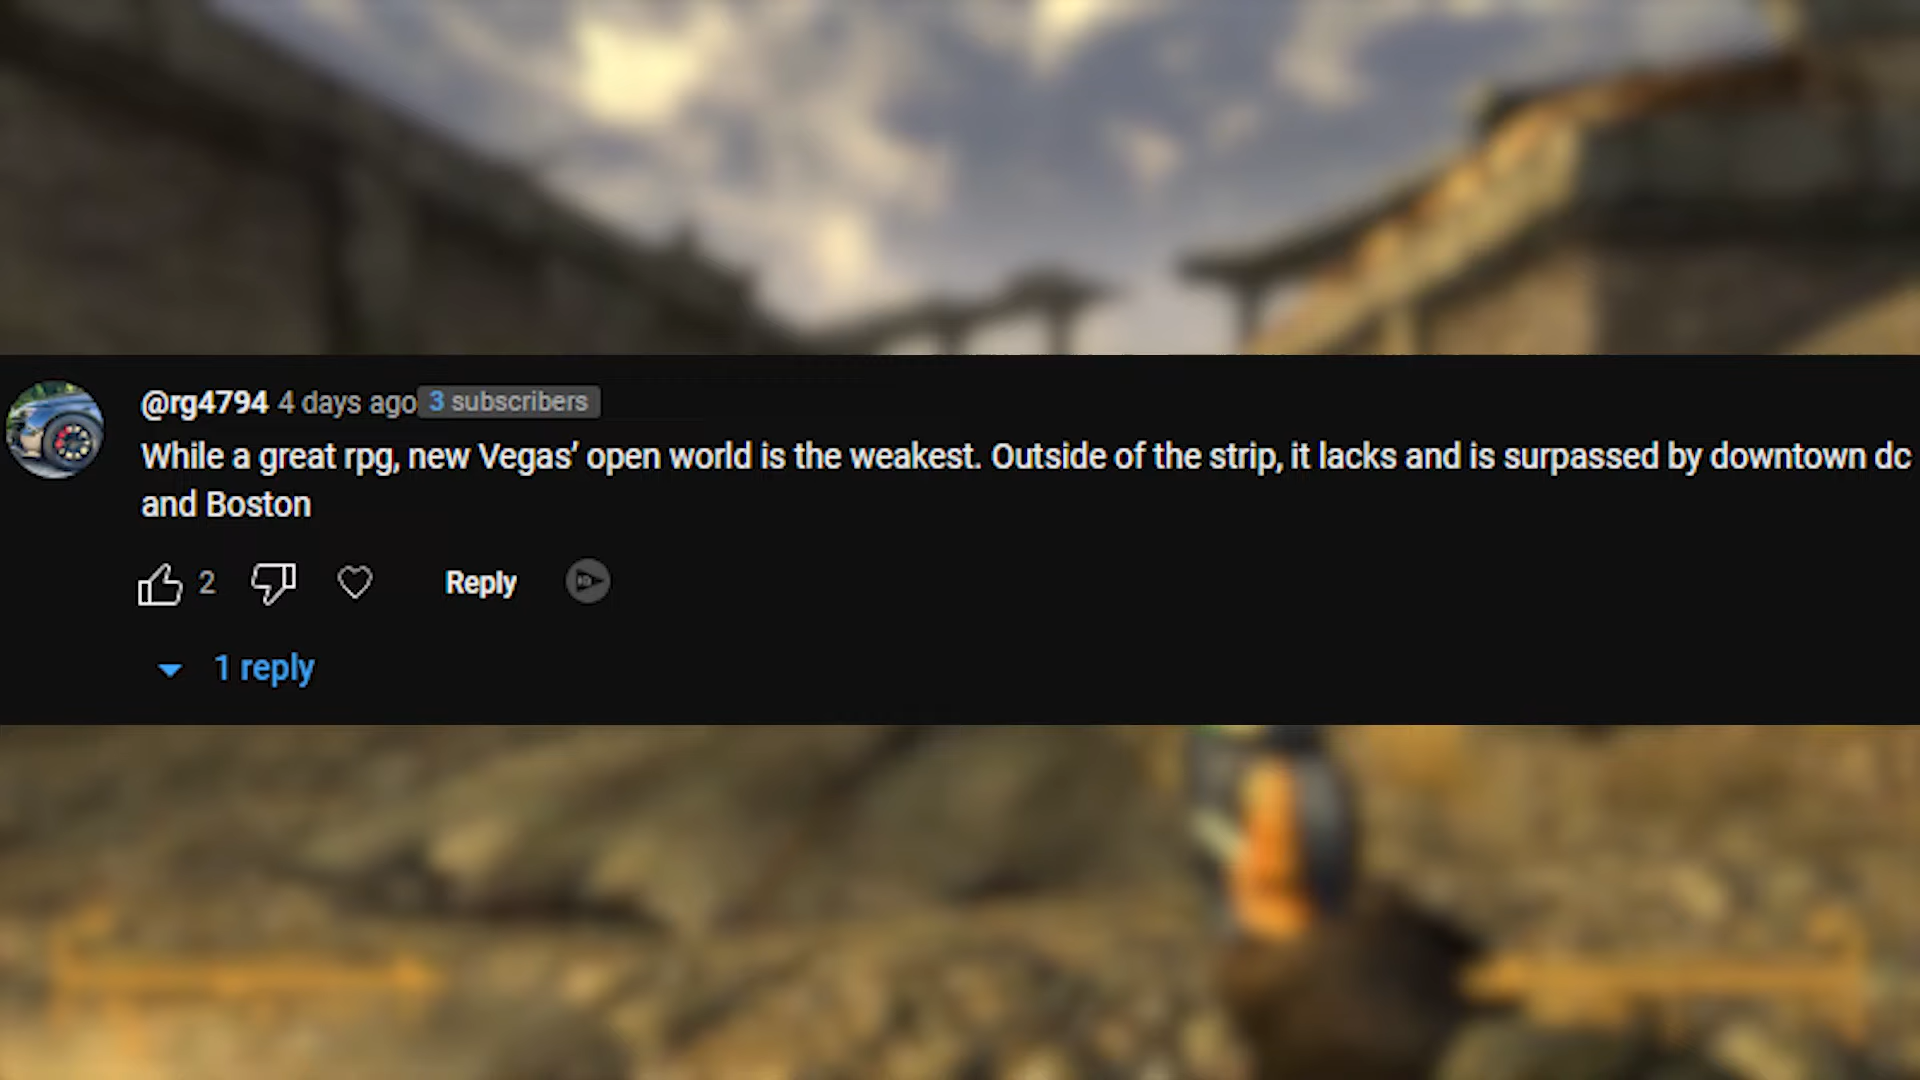 @rg4794 4 days ago 3 subscribers
While a great rpg, new Vegas’ open world is the weakest. Outside of the strip, it lacks and is surpassed by downtown dc
and Boston
2 Reply
1 reply